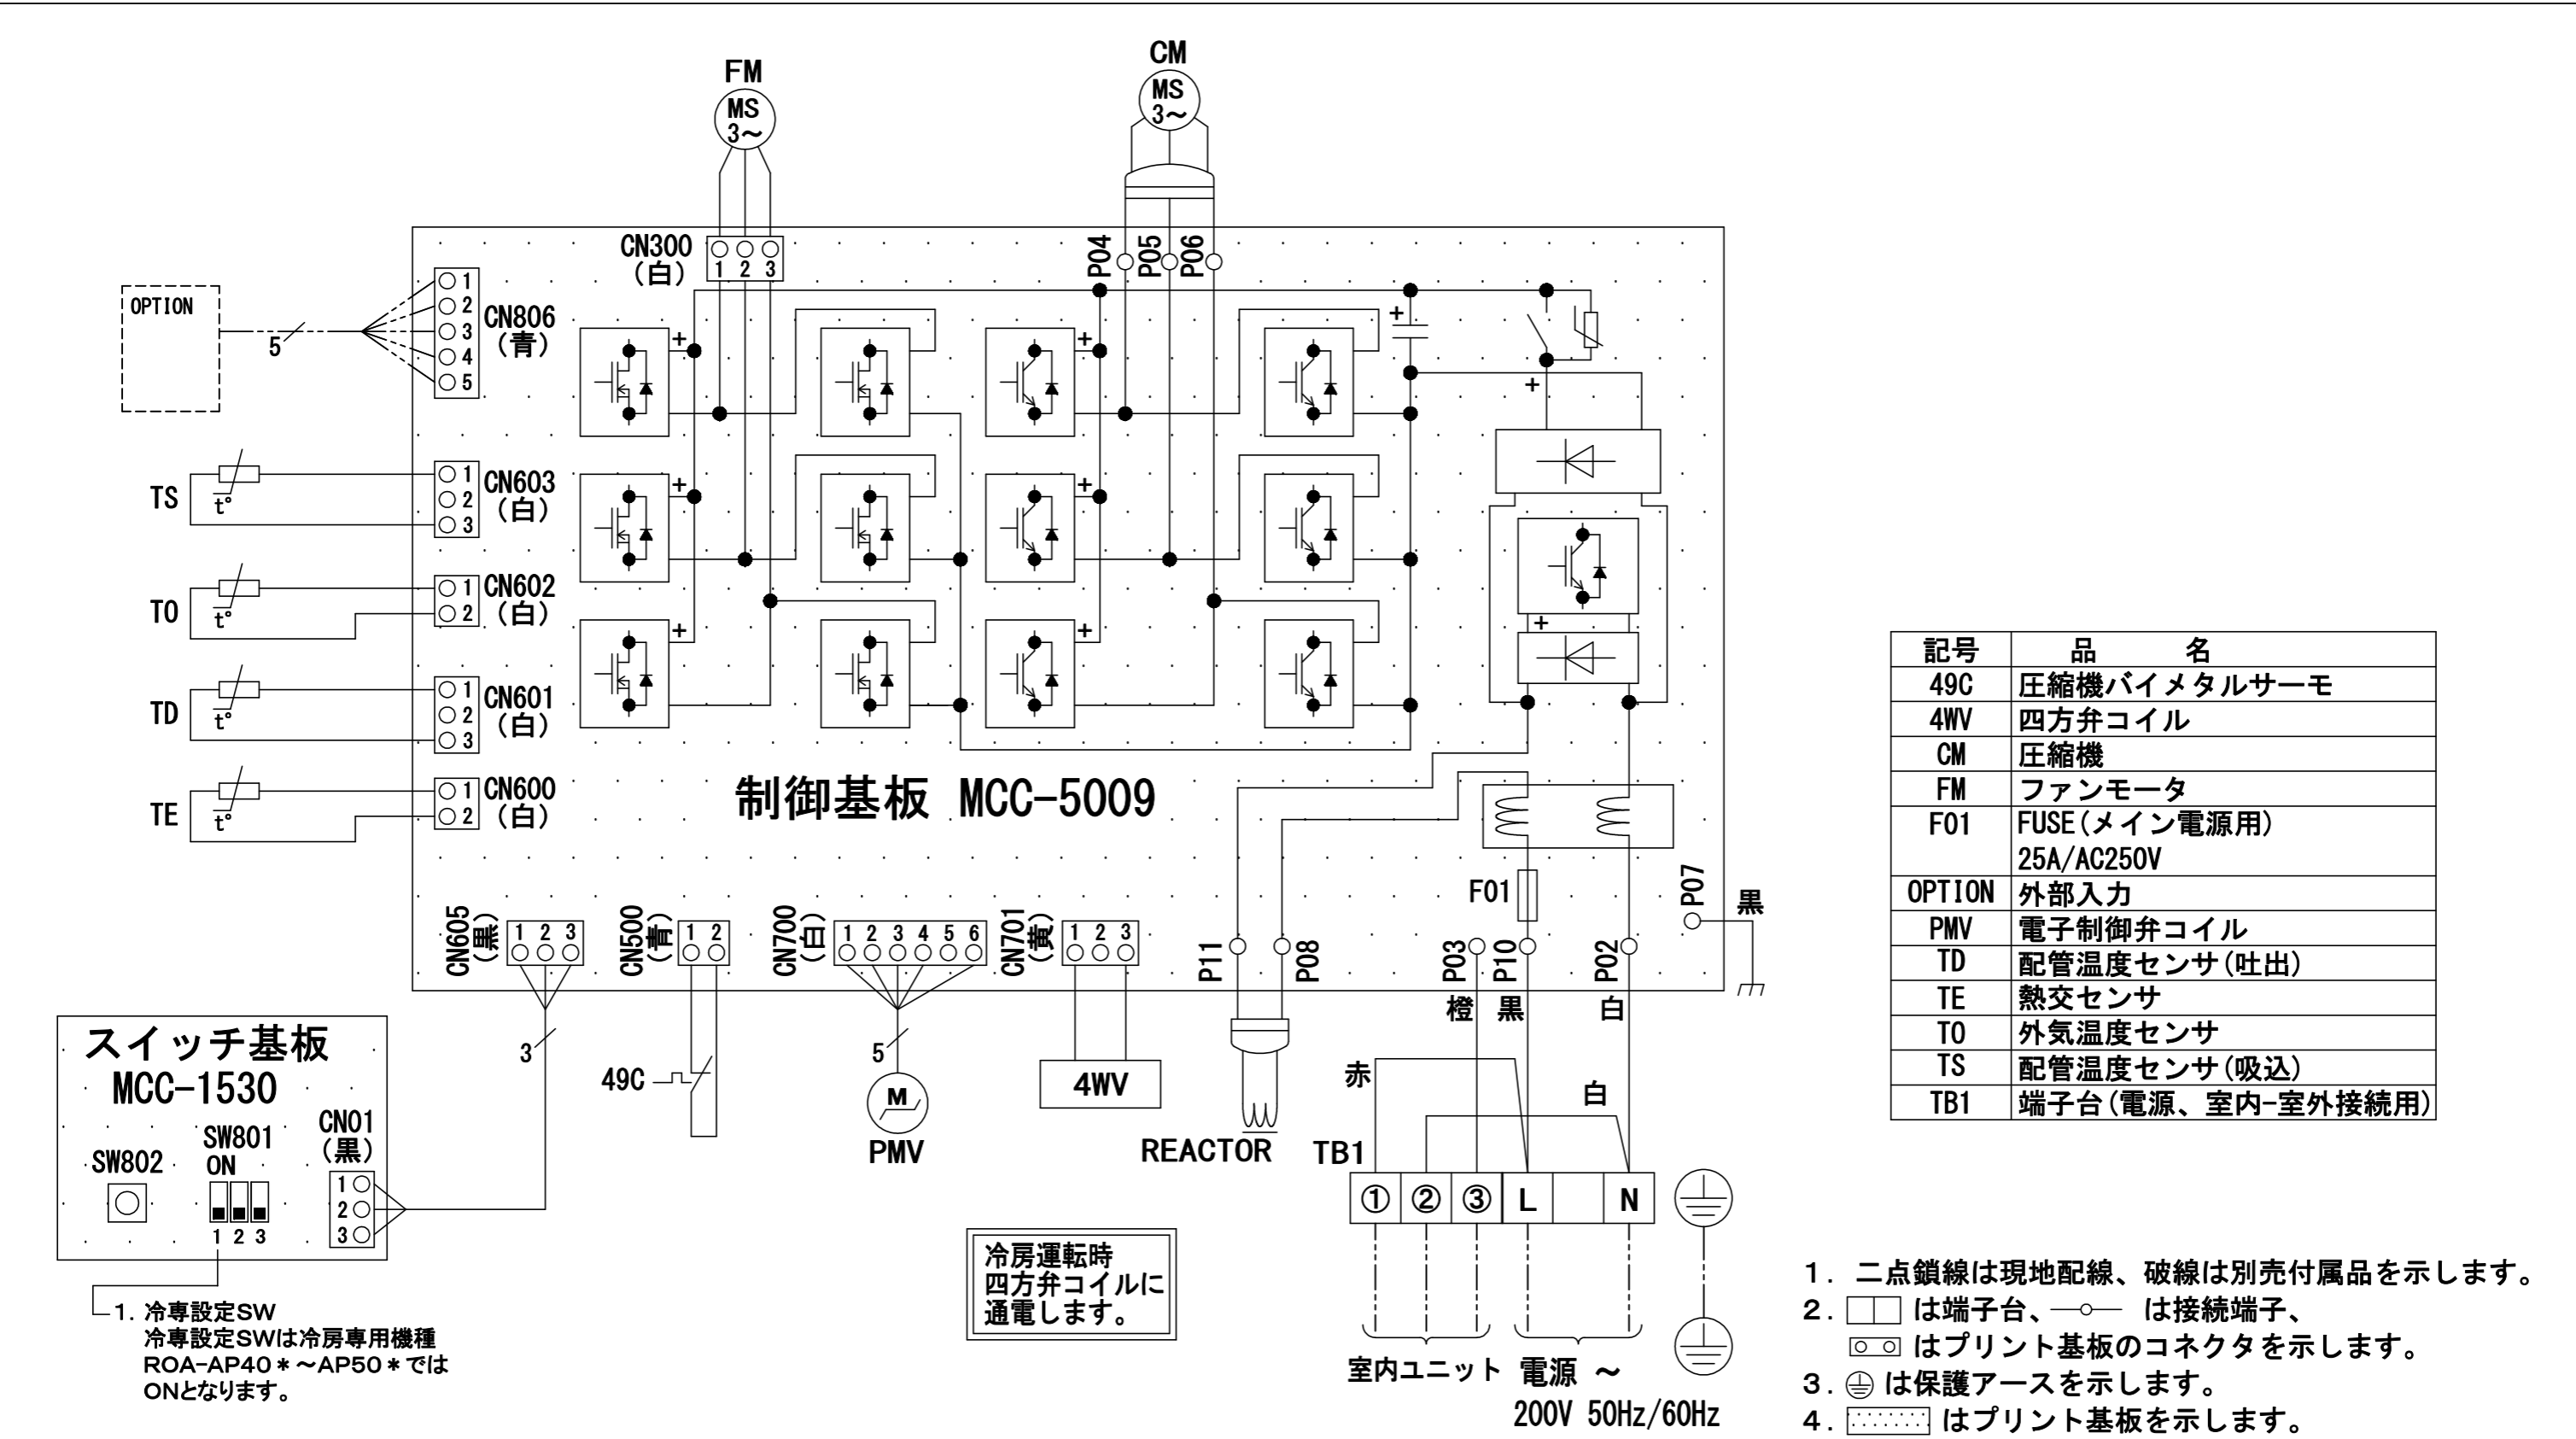 FM
MS
3〜
CM
MS
3〜
CN300
(白)
1 2 3
P04
P05
P06
OPTION
5
1
2
3
4
5
CN806
(青)
+
+
+
+
TS
t°
1
2
3
CN603
(白)
+
+
TO
t°
1
2
CN602
(白)
+
+
+
TD
t°
1
2
3
CN601
(白)
TE
t°
1
2
CN600
(白)
制御基板 MCC-5009
F01
P07
黒
CN605
(黒)
1 2 3
CN500
(青)
1 2
CN700
(白)
1 2 3 4 5 6
CN701
(黄)
1 2 3
P11
P08
P03
P10
P02
橙
黒
白
3
49C
5
M
PMV
4WV
REACTOR
赤
白
TB1
① ② ③ L N
室内ユニット
電源 〜
200V 50Hz/60Hz
スイッチ基板
MCC-1530
SW802
SW801
ON
1 2 3
CN01
(黒)
1
2
3
1. 冷専設定SW
冷専設定SWは冷房専用機種
ROA-AP40*〜AP50*では
ONとなります。
冷房運転時
四方弁コイルに
通電します。
記号 品 名
49C 圧縮機バイメタルサーモ
4WV 四方弁コイル
CM 圧縮機
FM ファンモータ
F01 FUSE(メイン電源用)
25A/AC250V
OPTION 外部入力
PMV 電子制御弁コイル
TD 配管温度センサ(吐出)
TE 熱交センサ
TO 外気温度センサ
TS 配管温度センサ(吸込)
TB1 端子台(電源、室内-室外接続用)
1. 二点鎖線は現地配線、破線は別売付属品を示します。
2. は端子台、 は接続端子、
はプリント基板のコネクタを示します。
3. は保護アースを示します。
4. はプリント基板を示します。